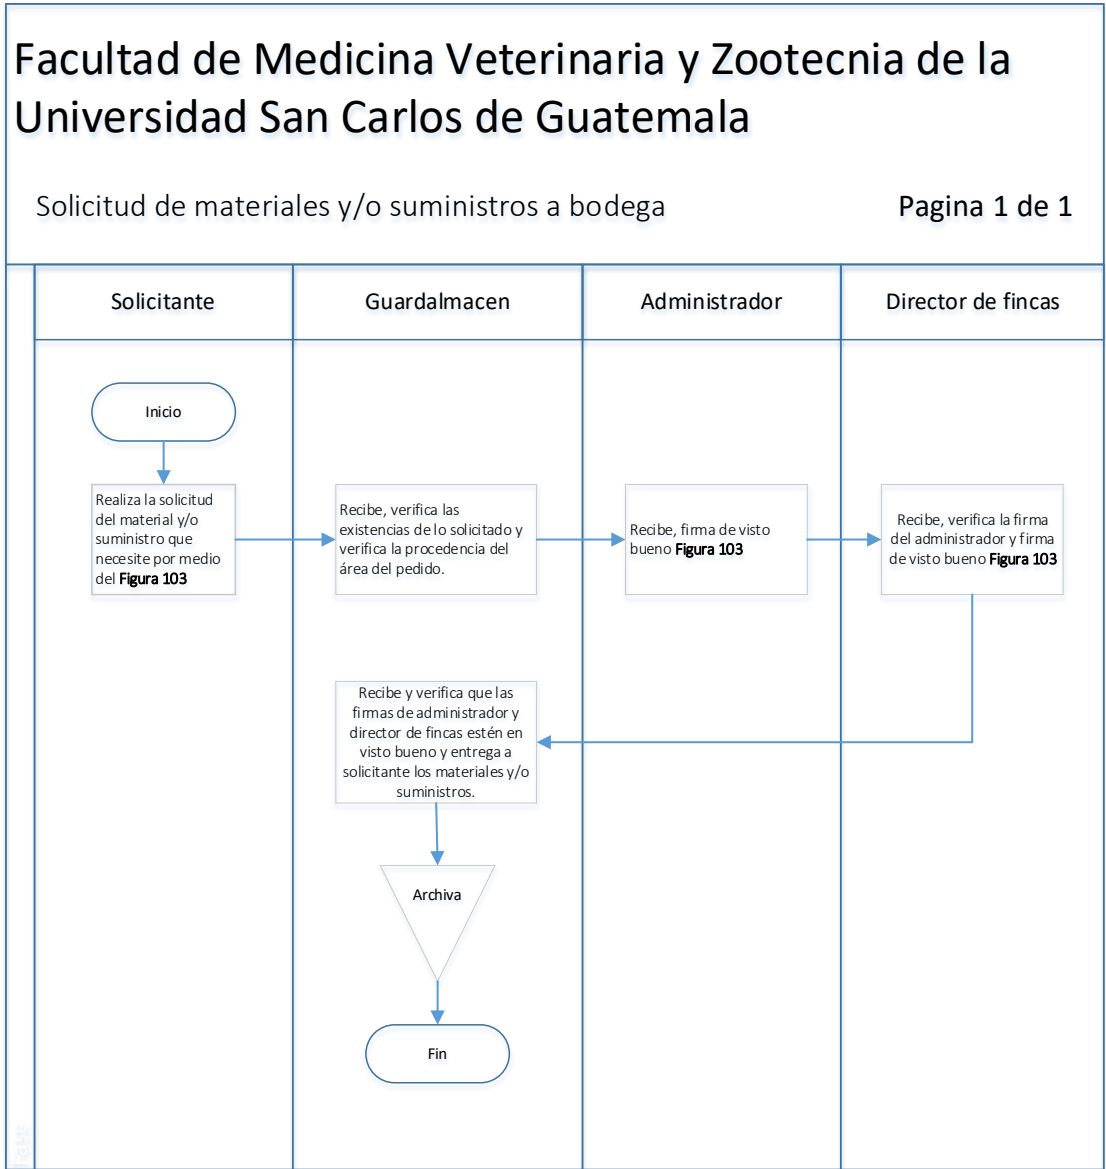 Facultad de Medicina Veterinaria y Zootecnia de la
Universidad San Carlos de Guatemala
Solicitud de materiales y/o suministros a bodega
Pagina 1 de 1
Solicitante
Guardalmacen
Administrador
Director de fincas
Inicio
Realiza la solicitud
del material y/o
suministro que
necesite por medio
del Figura 103
Recibe, verifica las
existencias de lo solicitado y
verifica la procedencia del
área del pedido.
Recibe, firma de visto
bueno Figura 103
Recibe, verifica la firma
del administrador y firma
de visto bueno Figura 103
Recibe y verifica que las
firmas de administrador y
director de fincas estén en
visto bueno y entrega a
solicitante los materiales y/o
suministros.
Archiva
Fin